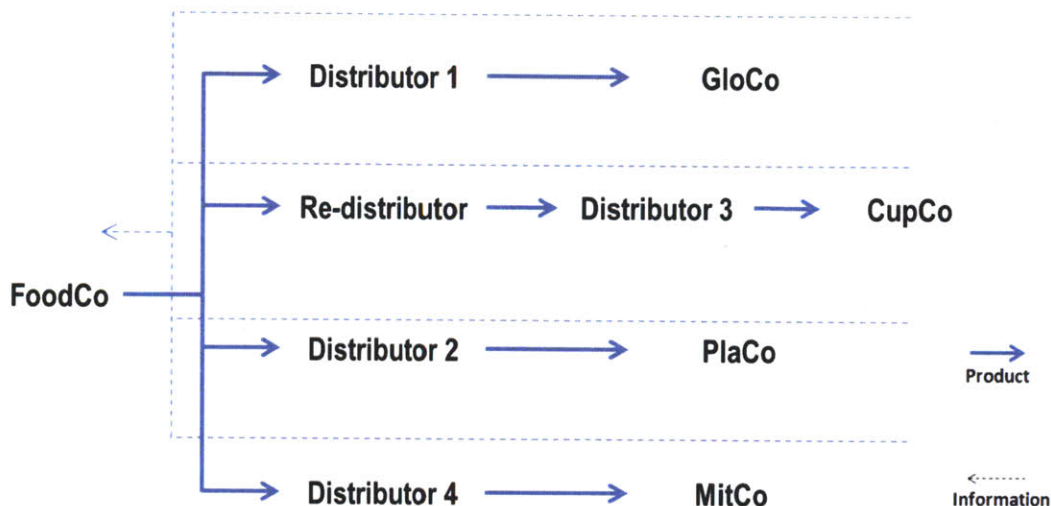 Distributor 1
GloCo
Re-distributor
Distributor 3
CupCo
FoodCo
Distributor 2
PlaCo
Product
Distributor 4
MitCo
Information